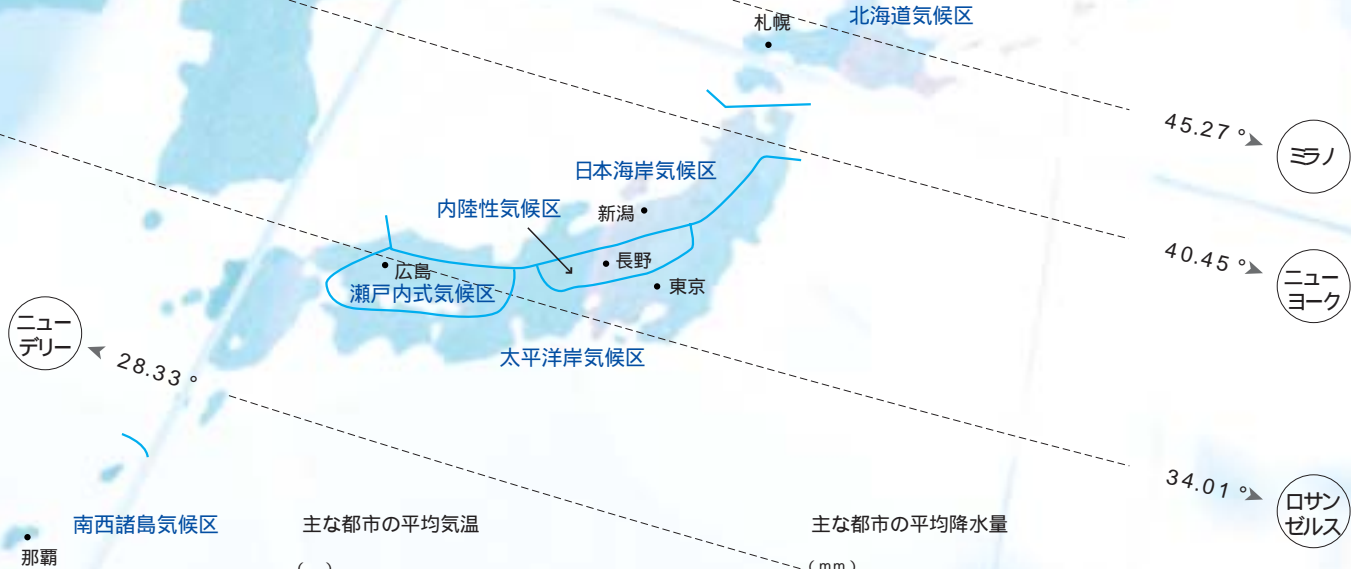 北海道気候区
札幌
45.27 °
ミラノ
日本海岸気候区
内陸性気候区
新潟
40.45 °
長野
広島
東京
瀬戸内式気候区
ニュー
ヨーク
ニュー
デリー
28.33 °
太平洋岸気候区
34.01 °
ロサン
ゼルス
南西諸島気候区
主な都市の平均気温
主な都市の平均降水量
那覇
(mm)